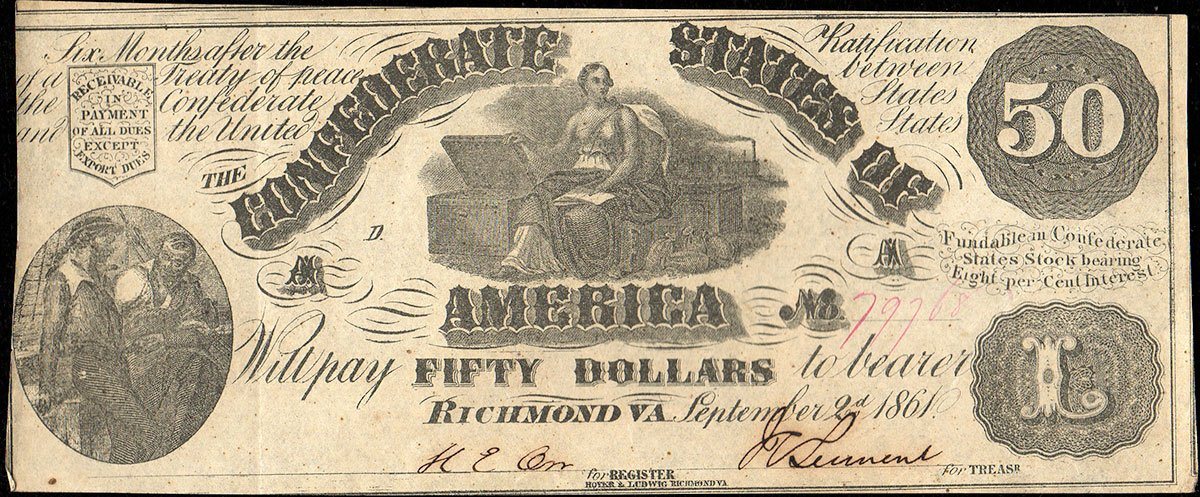 Six Months after the
of a Treaty of peace
the Confederate
and the United
RECEIVABLE
IN
PAYMENT
OF ALL DUES
EXCEPT
EXPORT DUES
THE CONFEDERATE STATES OF
Ratification
between
States
States
50
D.
A
A
AMERICA
No. 79768
Fundable in Confederate
States Stock bearing
Eight per Cent Interest
Will pay FIFTY DOLLARS to bearer
RICHMOND VA. September 2d 1861.
L
H E Orr
for REGISTER
HOYER & LUDWIG RICHMOND VA
for TREASR